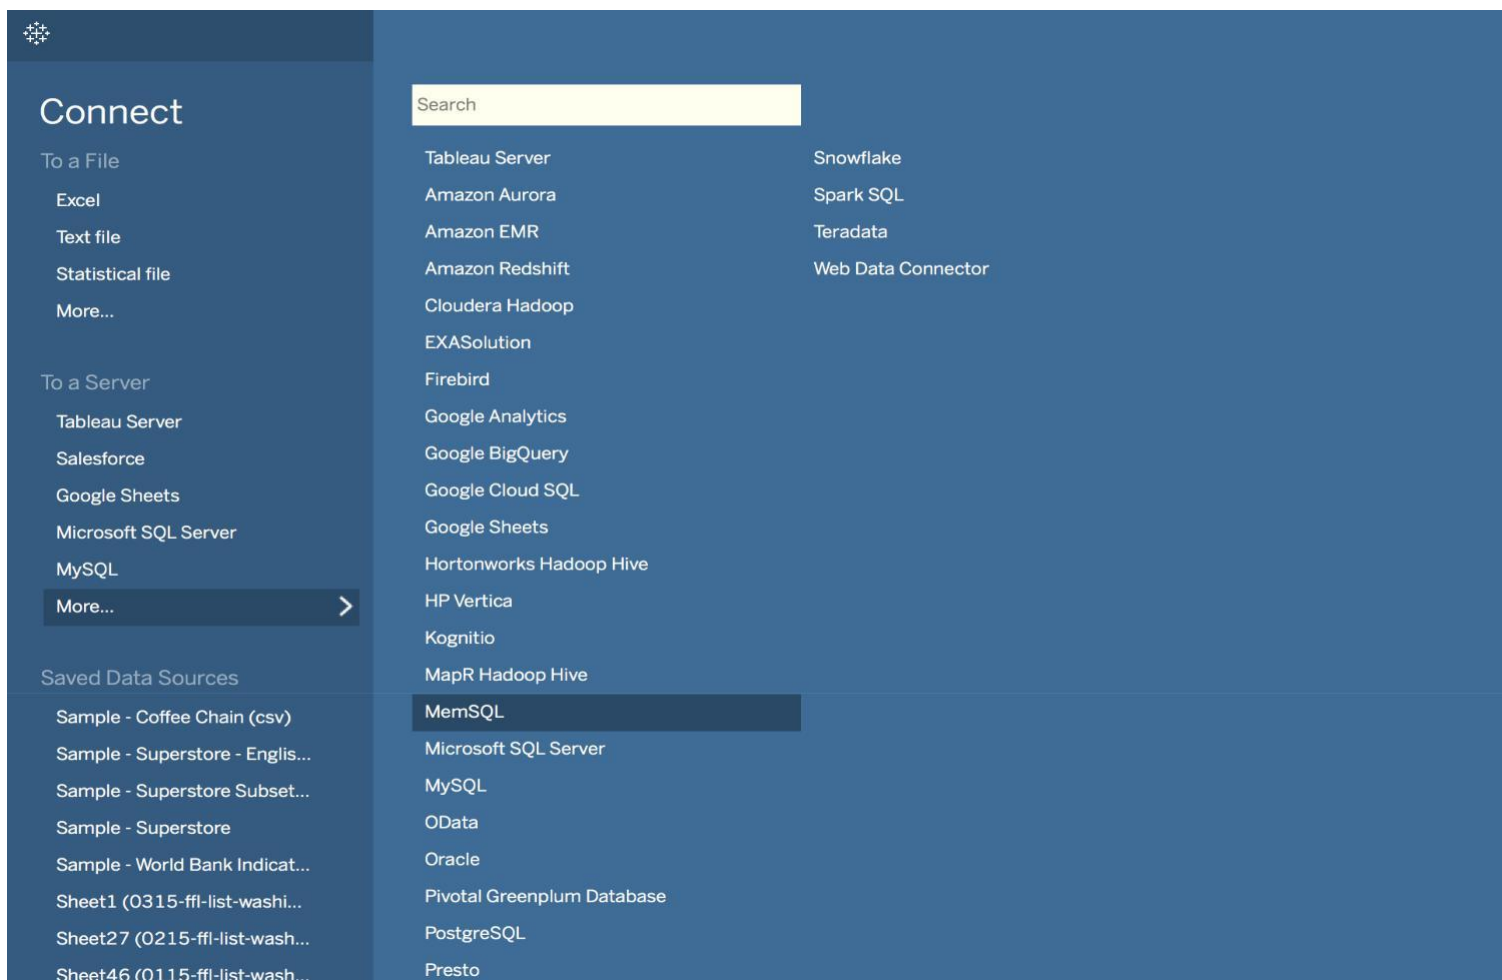 Connect
To a File
Excel
Text file
Statistical file
More...
To a Server
Tableau Server
Salesforce
Google Sheets
Microsoft SQL Server
MySQL
More...
Saved Data Sources
Sample - Coffee Chain (csv)
Sample - Superstore - Englis...
Sample - Superstore Subset...
Sample - Superstore
Sample - World Bank Indicat...
Sheet1 (0315-ffl-list-washi...
Sheet27 (0215-ffl-list-wash...
Sheet46 (0115-ffl-list-wash...
Search
Tableau Server
Amazon Aurora
Amazon EMR
Amazon Redshift
Cloudera Hadoop
EXASolution
Firebird
Google Analytics
Google BigQuery
Google Cloud SQL
Google Sheets
Hortonworks Hadoop Hive
HP Vertica
Kognitio
MapR Hadoop Hive
MemSQL
Microsoft SQL Server
MySQL
OData
Oracle
Pivotal Greenplum Database
PostgreSQL
Presto
Snowflake
Spark SQL
Teradata
Web Data Connector